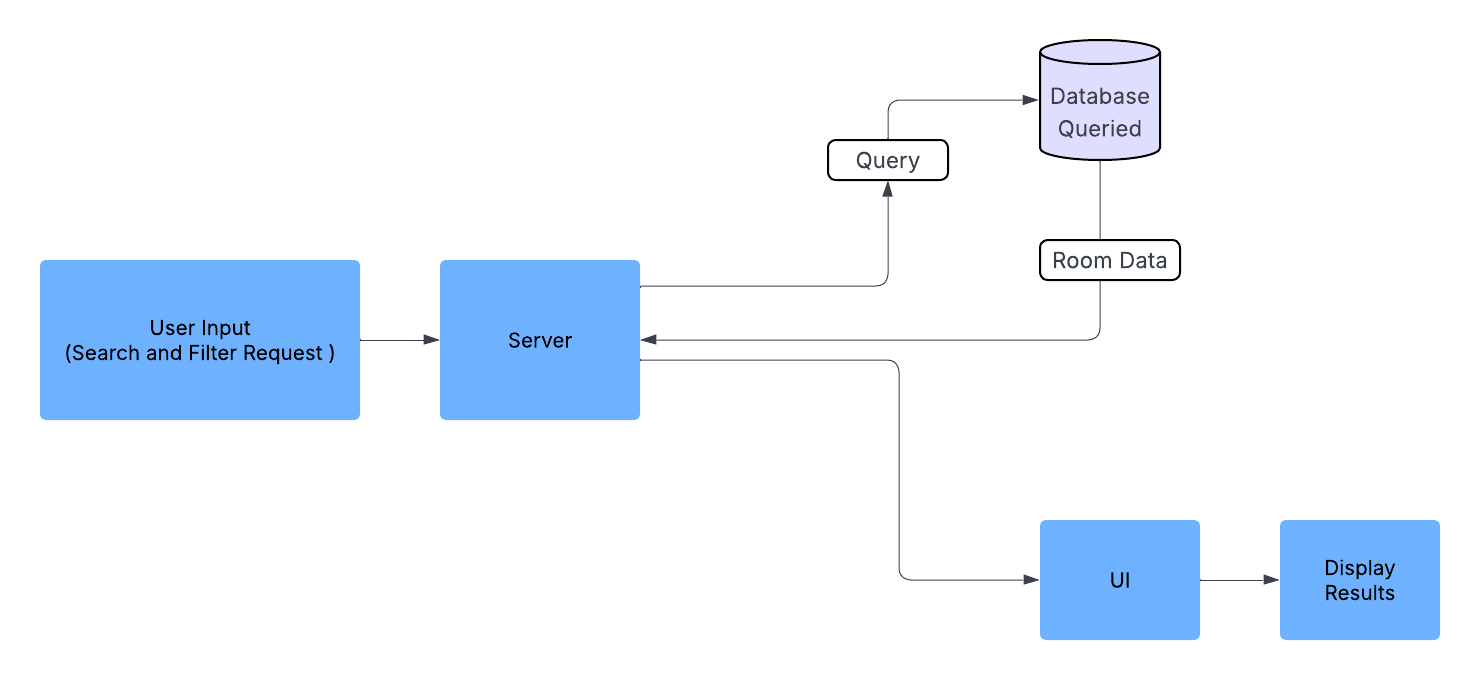 Database
Queried
Query
Room Data
User Input
(Search and Filter Request )
Server
UI
Display
Results